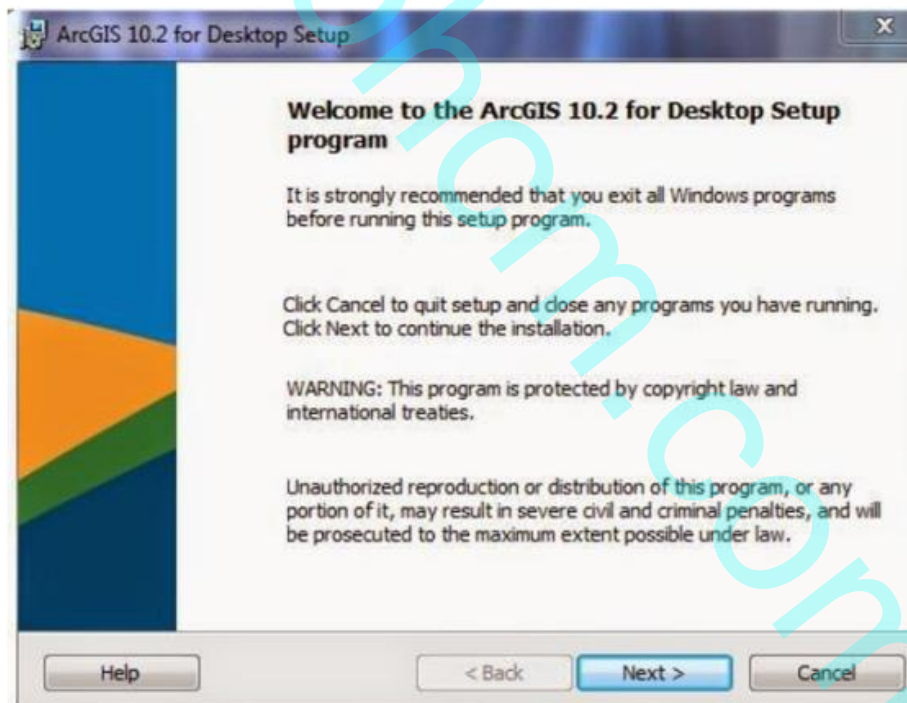 ArcGIS 10.2 for Desktop Setup
Welcome to the ArcGIS 10.2 for Desktop Setup
program
It is strongly recommended that you exit all Windows programs
before running this setup program.
Click Cancel to quit setup and close any programs you have running.
Click Next to continue the installation.
WARNING: This program is protected by copyright law and
international treaties.
Unauthorized reproduction or distribution of this program, or any
portion of it, may result in severe civil and criminal penalties, and will
be prosecuted to the maximum extent possible under law.
Help
< Back
Next >
Cancel